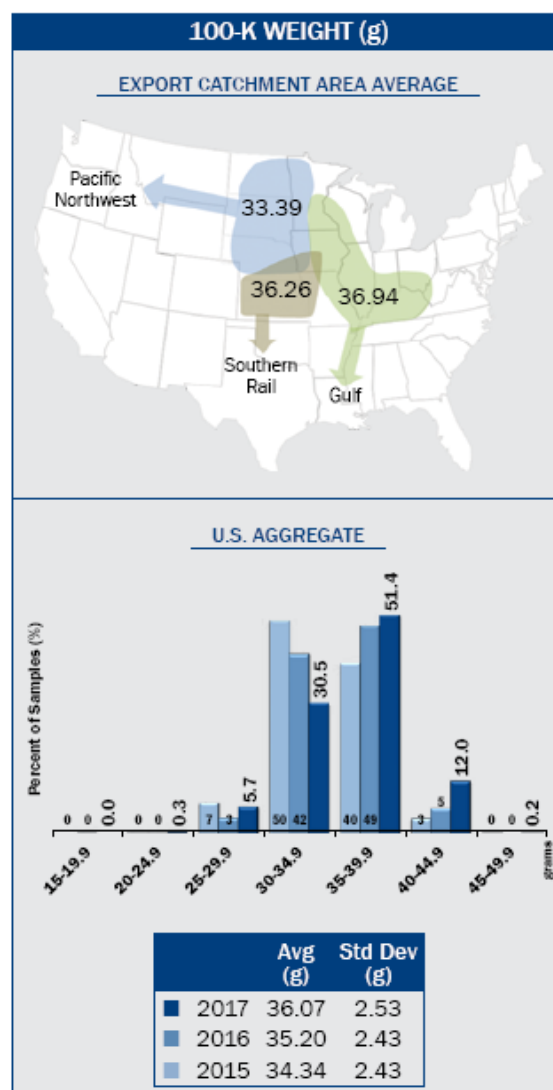 100-K WEIGHT (g)
EXPORT CATCHMENT AREA AVERAGE
Pacific
Northwest
33.39
36.26
36.94
Southern
Rail
Gulf
U.S. AGGREGATE
Percent of Samples (%)
0 0 0.0
0 0 0.3
7 3 5.7
50 42 30.5
40 49 51.4
3 5 12.0
0 0 0.2
15-19.9
20-24.9
25-29.9
30-34.9
35-39.9
40-44.9
45-49.9
grams
Avg Std Dev
(g) (g)
2017 36.07 2.53
2016 35.20 2.43
2015 34.34 2.43